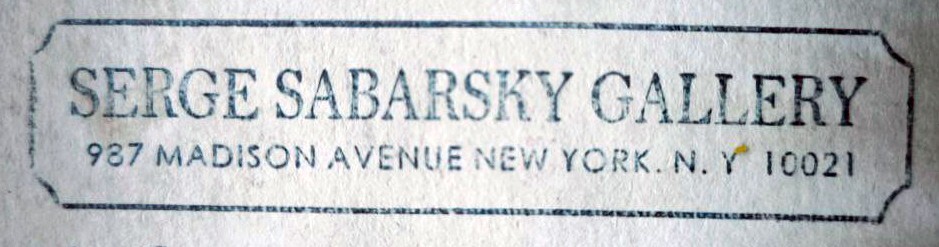 SERGE SABARSKY GALLERY
987 MADISON AVENUE NEW YORK. N. Y 10021